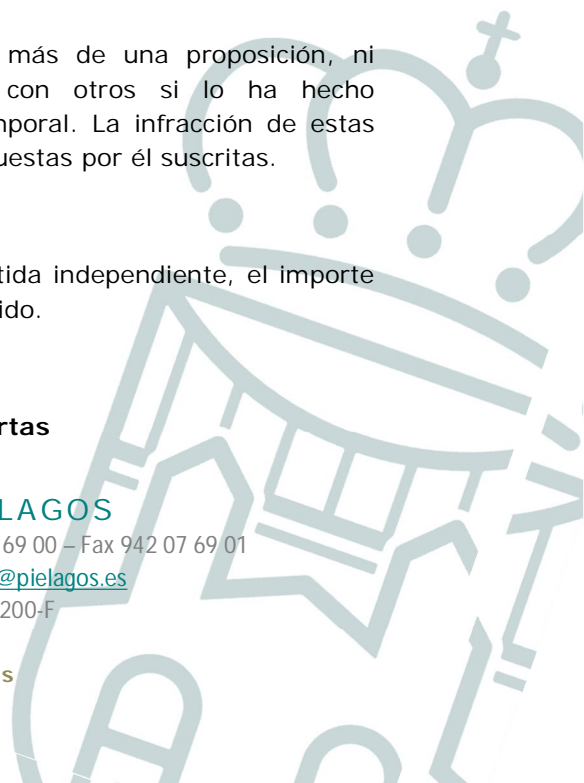 más de una proposición, ni
con otros si lo ha hecho
nporal. La infracción de estas
uestas por él suscritas.
tida independiente, el importe
ido.
rtas
LAGOS
69 00 – Fax 942 07 69 01
@pielagos.es
200-F
s